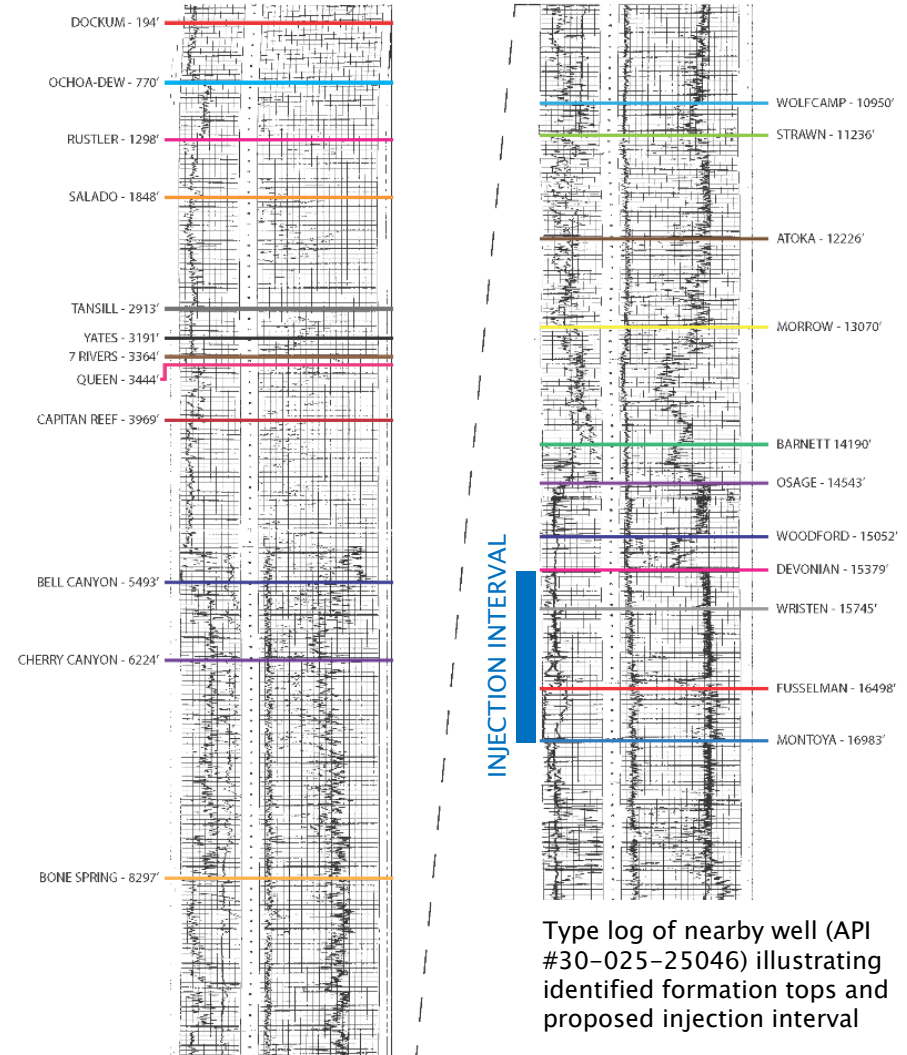 DOCKUM - 194'
OCHOA-DEW - 770'
RUSTLER - 1298'
SALADO - 1848'
TANSILL - 2913'
YATES - 3191'
7 RIVERS - 3364'
QUEEN - 3444'
CAPITAN REEF - 3969'
BELL CANYON - 5493'
CHERRY CANYON - 6224'
BONE SPRING - 8297'
WOLFCAMP - 10950'
STRAWN - 11236'
ATOKA - 12226'
MORROW - 13070'
BARNETT 14190'
OSAGE - 14543'
WOODFORD - 15052'
DEVONIAN - 15379'
WRISTEN - 15745'
FUSSELMAN - 16498'
MONTOYA - 16983'
INJECTION INTERVAL
Type log of nearby well (API
#30-025-25046) illustrating
identified formation tops and
proposed injection interval